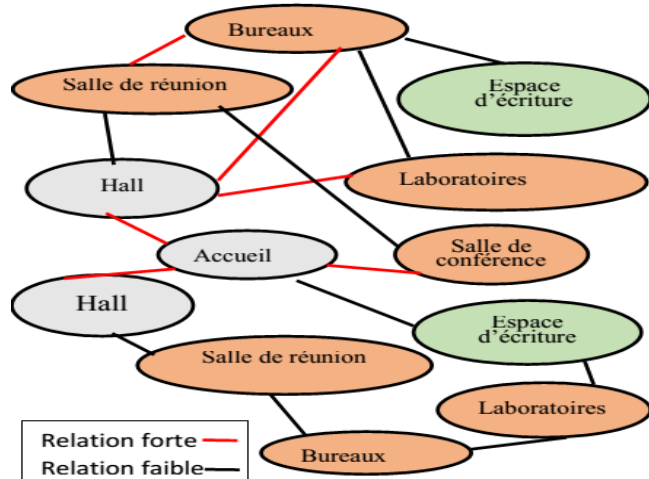 Bureaux
Salle de réunion
Espace
d'écriture
Hall
Laboratoires
Accueil
Salle de
conférence
Hall
Espace
d'écriture
Salle de réunion
Laboratoires
Bureaux
Relation forte
Relation faible